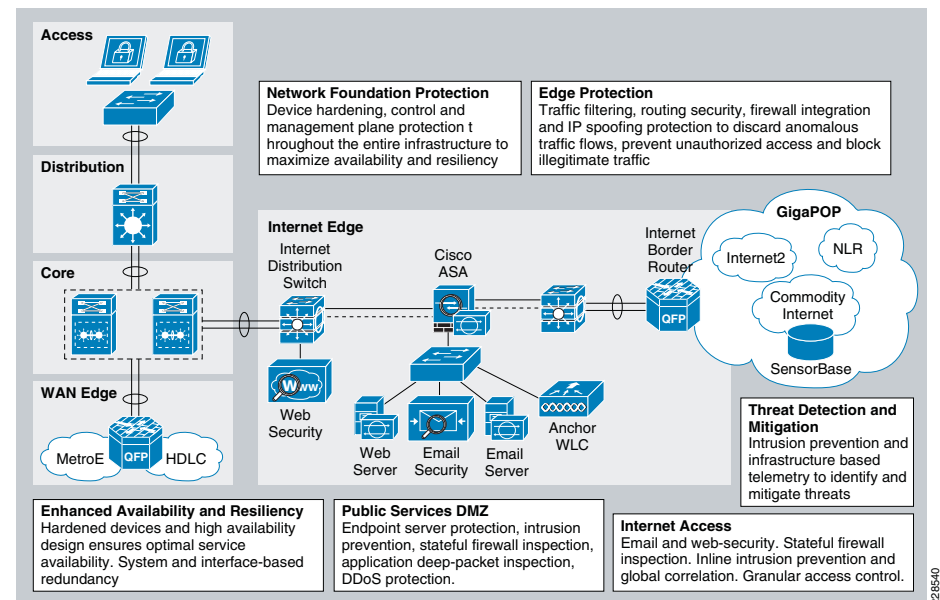 Access
Network Foundation Protection
Device hardening, control and
management plane protection t
hroughout the entire infrastructure to
maximize availability and resiliency
Edge Protection
Traffic filtering, routing security, firewall integration
and IP spoofing protection to discard anomalous
traffic flows, prevent unauthorized access and block
illegitimate traffic
Distribution
Core
WAN Edge
QFP
MetroE
HDLC
Internet Edge
Internet
Distribution
Switch
Cisco
ASA
Internet
Border
Router
QFP
GigaPOP
Internet2
NLR
Commodity
Internet
SensorBase
Www
Web
Security
Web
Server
Email
Security
Email
Server
Anchor
WLC
Threat Detection and
Mitigation
Intrusion prevention and
infrastructure based
telemetry to identify and
mitigate threats
Enhanced Availability and Resiliency
Hardened devices and high availability
design ensures optimal service
availability. System and interface-based
redundancy
Public Services DMZ
Endpoint server protection, intrusion
prevention, stateful firewall inspection,
application deep-packet inspection,
DDoS protection.
Internet Access
Email and web-security. Stateful firewall
inspection. Inline intrusion prevention and
global correlation. Granular access control.
228540